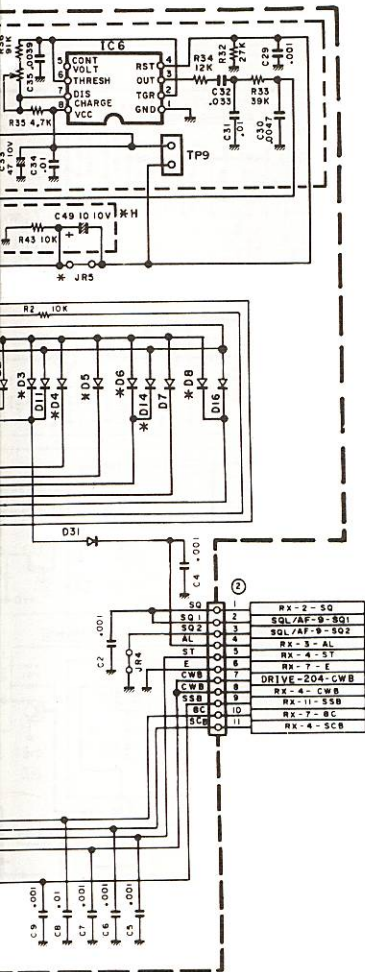 IC6
R36
91K
C35 .0039
5 CONT VOLT
6 THRESH
7 DIS CHARGE
8 VCC
RST 4
OUT 3
TGR 2
GND 1
R35 4.7K
R34
12K
R32
27K
C29
.001
C32
.033
R33
39K
C31
.01
C30
.0047
47 10V
C34
.01
TP9
C49 10 10V
*H
R43 10K
+
* JR5
R2 10K
*D3
D11
*D4
*D5
*D6
*D14
D7
*D8
D16
D31
C4 .001
C2 .001
JR4
2
SQ 1 RX-2-SQ
SQ1 2 SQL/AF-9-SQ1
SQ2 3 SQL/AF-9-SQ2
AL 4 RX-3-AL
ST 5 RX-4-ST
E 6 RX-7-E
CWB 7 DRIVE-204-CWB
CWB 8 RX-4-CWB
SSB 9 RX-11-SSB
BC 10 RX-7-BC
SCB 11 RX-4-SCB
C9 .001
C8 .01
C7 .001
C6 .001
C5 .001